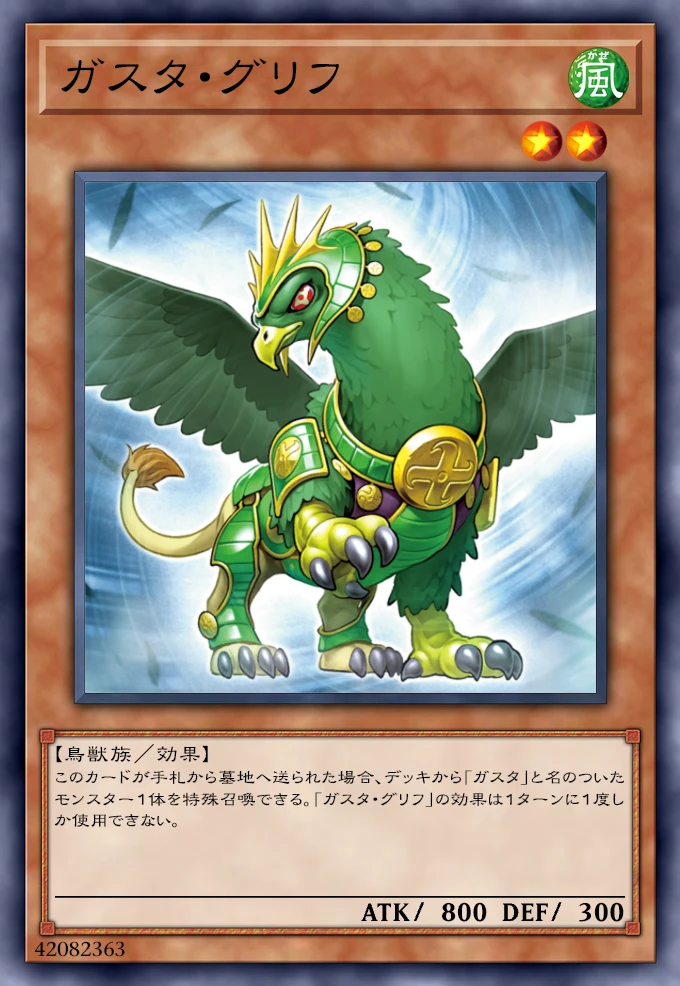 ガスタ・グリフ
かぜ
風
【鳥獣族／効果】
このカードが手札から墓地へ送られた場合、デッキから「ガスタ」と名のついた
モンスター１体を特殊召喚できる。「ガスタ・グリフ」の効果は１ターンに１度し
か使用できない。
ATK/ 800 DEF/ 300
42082363